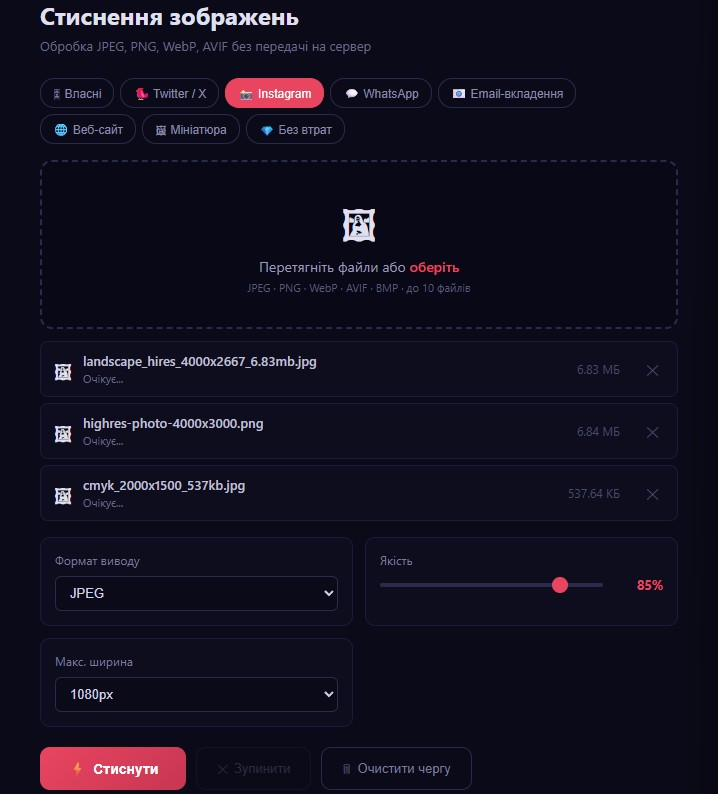 Стиснення зображень
Обробка JPEG, PNG, WebP, AVIF без передачі на сервер
Власні Twitter / X Instagram WhatsApp Email-вкладення
Веб-сайт Мініатюра Без втрат
Перетягніть файли або оберіть
JPEG · PNG · WebP · AVIF · BMP · до 10 файлів
landscape_hires_4000x2667_6.83mb.jpg
Очікує...
6.83 МБ
highres-photo-4000x3000.png
Очікує...
6.84 МБ
cmyk_2000x1500_537kb.jpg
Очікує...
537.64 КБ
Формат виводу
JPEG
Якість
85%
Макс. ширина
1080px
Стиснути Зупинити Очистити чергу